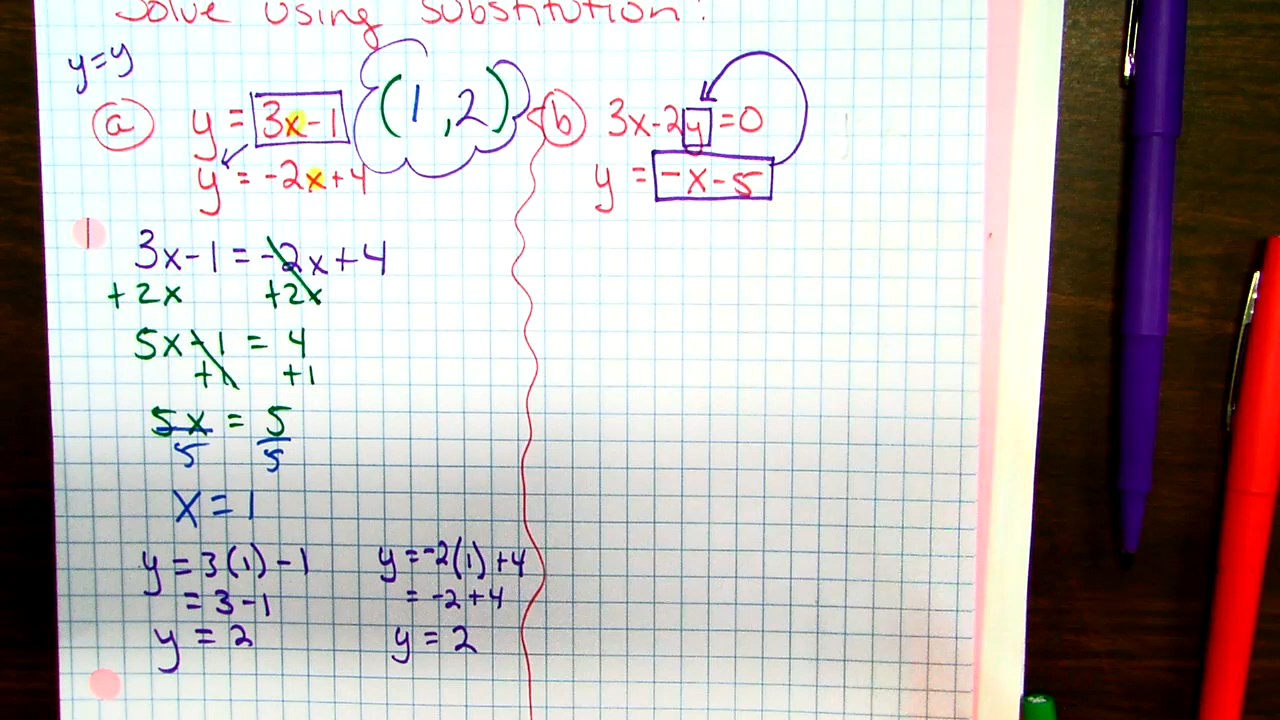 Solve using substitution:
y=y
a) y = 3x-1 (1,2)
y = -2x+4
3x-1 = -2x+4
+2x +2x
5x-1 = 4
+1 +1
5x = 5
5 5
x = 1
y = 3(1)-1 y = -2(1)+4
= 3-1 = -2+4
y = 2 y = 2
b) 3x-2y=0
y = -x-5